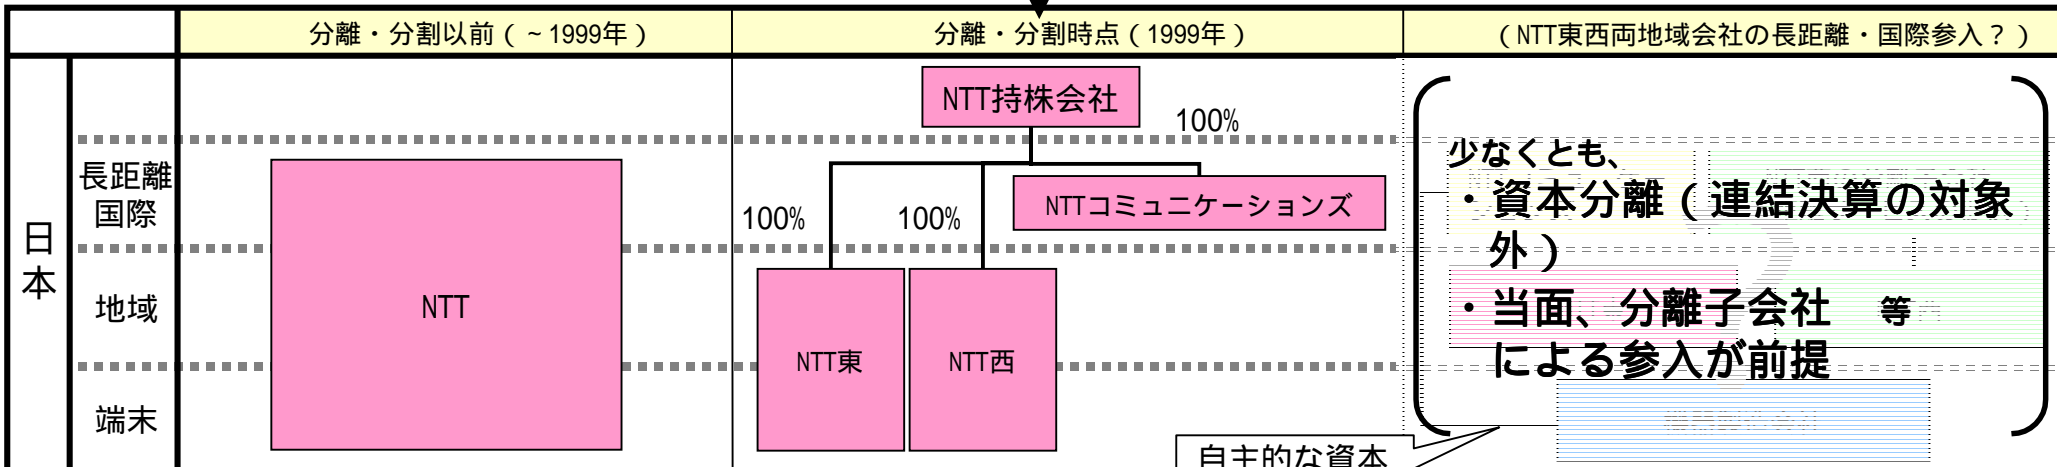 分離・分割以前(~1999年)
分離・分割時点(1999年)
(NTT東西両地域会社の長距離・国際参入?)
NTT持株会社
100%
少なくとも、
長距離
国際
100%
100%
NTTコミュニケーションズ
・資本分離(連結決算の対象
外)
日
本
地域
NTT
・当面、分離子会社 等
による参入が前提
NTT東
NTT西
端末
自主的な資本